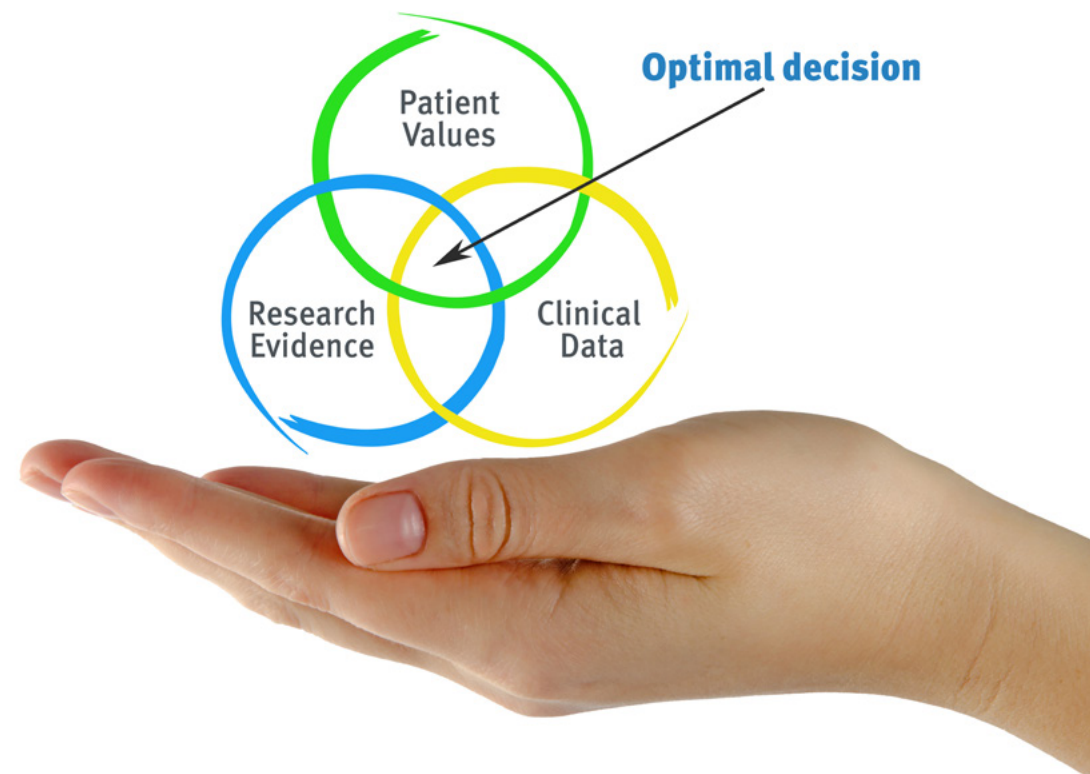 Optimal decision
Patient
Values
Research
Evidence
Clinical
Data